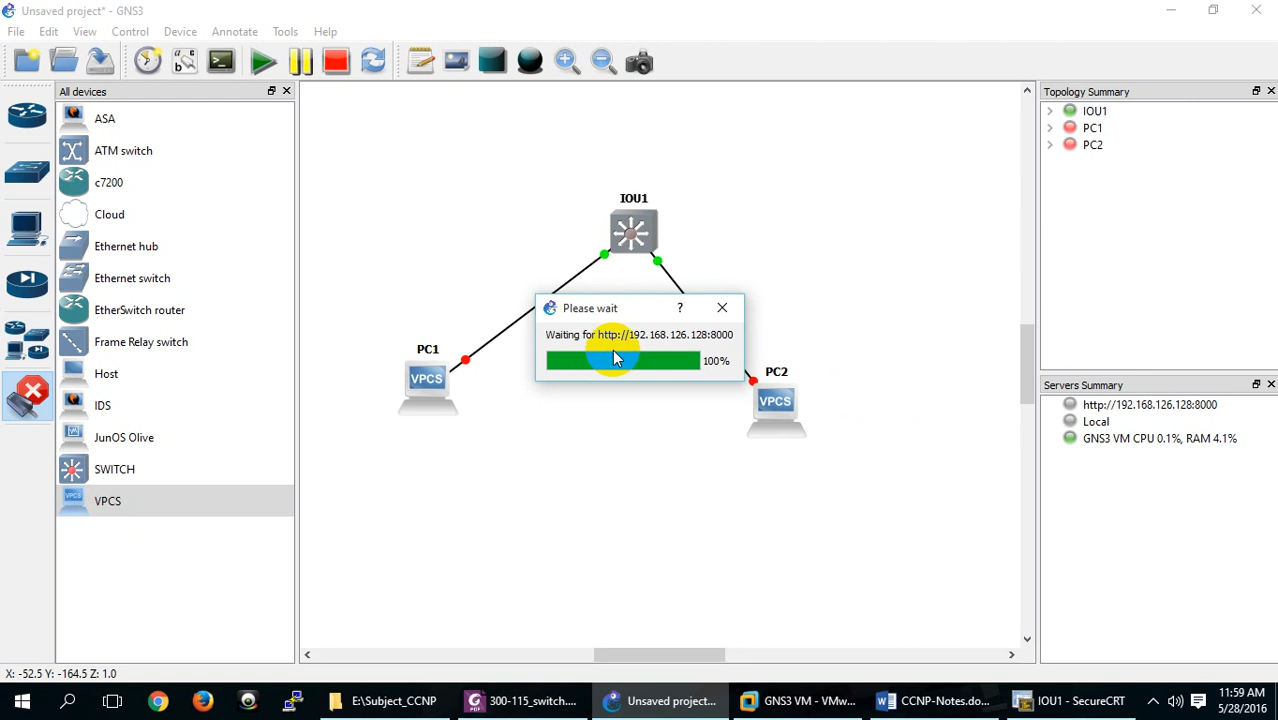 Unsaved project* - GNS3
File Edit View Control Device Annotate Tools Help
All devices
ASA
ATM switch
c7200
Cloud
Ethernet hub
Ethernet switch
EtherSwitch router
Frame Relay switch
Host
IDS
JunOS Olive
SWITCH
VPCS
IOU1
PC1
VPCS
PC2
VPCS
Please wait
Waiting for http://192.168.126.128:8000
100%
Topology Summary
IOU1
PC1
PC2
Servers Summary
http://192.168.126.128:8000
Local
GNS3 VM CPU 0.1%, RAM 4.1%
X: -52.5 Y: -164.5 Z: 1.0
E:\Subject_CCNP
300-115_switch....
Unsaved project...
GNS3 VM - VMw...
CCNP-Notes.do...
IOU1 - SecureCRT
11:59 AM
5/28/2016